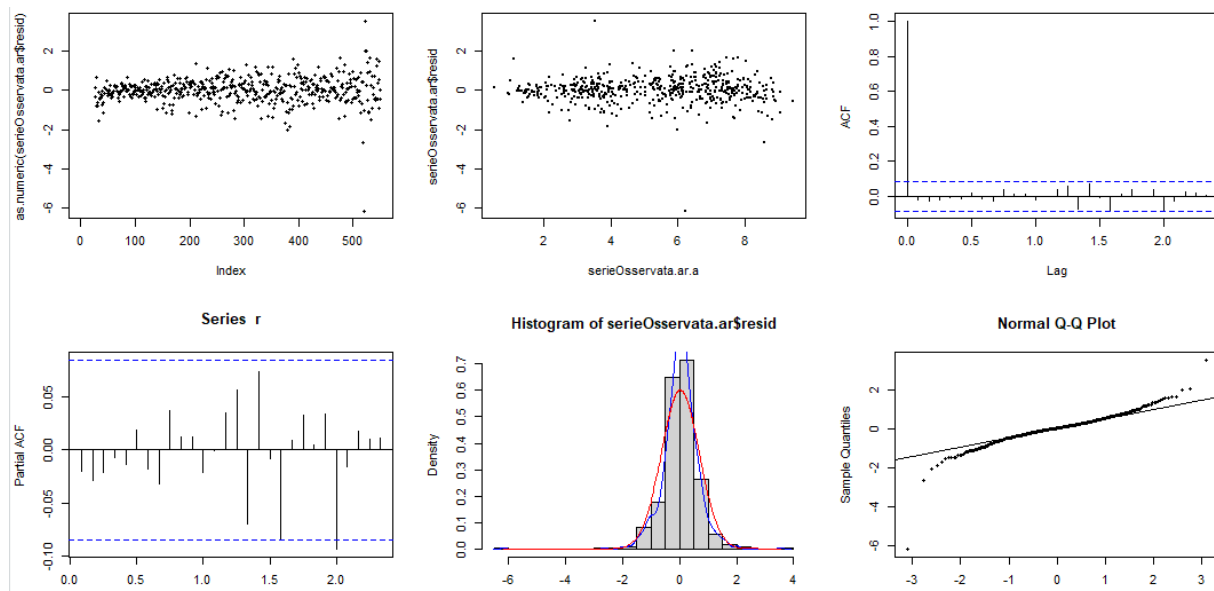 as.numeric(serieOsservata.ar$resid)
2
0
-2
-4
-6
0 100 200 300 400 500
Index
serieOsservata.ar$resid
2
0
-2
-4
-6
2 4 6 8
serieOsservata.ar.a
ACF
1.0
0.8
0.6
0.4
0.2
0.0
0.0 0.5 1.0 1.5 2.0
Lag
Series r
Partial ACF
0.05
0.00
-0.05
-0.10
0.0 0.5 1.0 1.5 2.0
Histogram of serieOsservata.ar$resid
Density
0.7
0.6
0.5
0.4
0.3
0.2
0.1
0.0
-6 -4 -2 0 2 4
Normal Q-Q Plot
Sample Quantiles
2
0
-2
-4
-6
-3 -2 -1 0 1 2 3